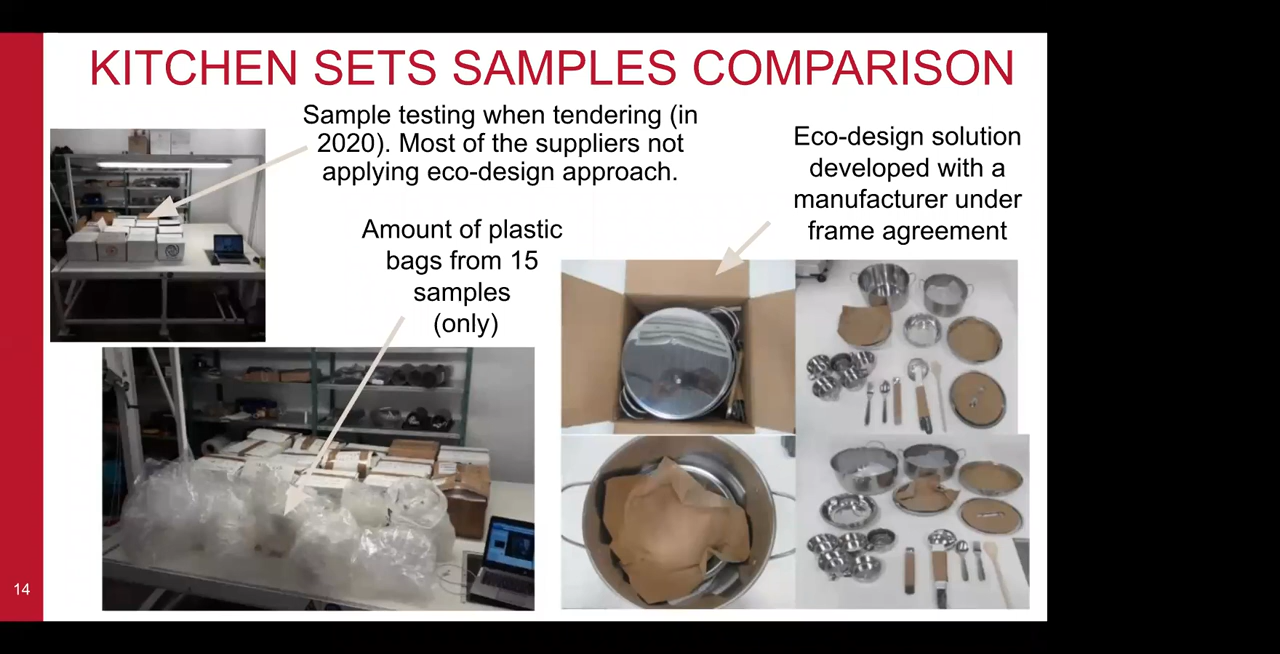 KITCHEN SETS SAMPLES COMPARISON
Sample testing when tendering (in
2020). Most of the suppliers not
applying eco-design approach.
Eco-design solution
developed with a
manufacturer under
frame agreement
Amount of plastic
bags from 15
samples
(only)
14